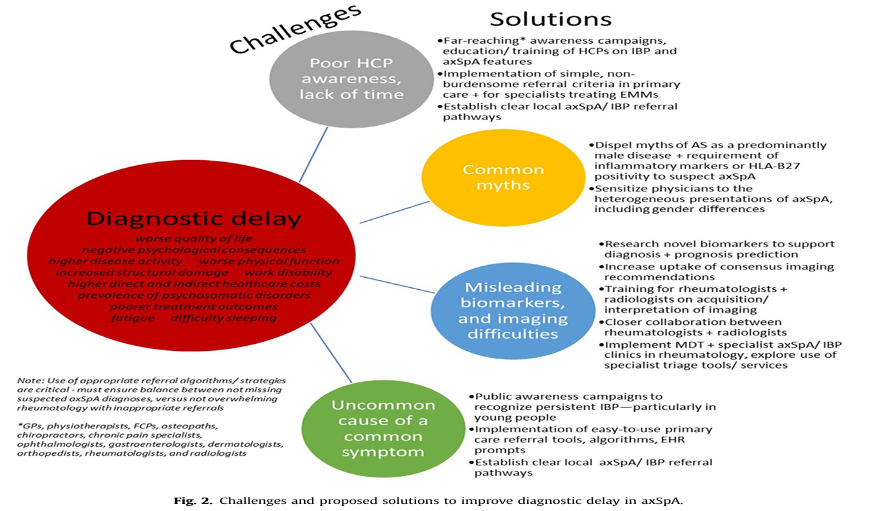 Challenges
Solutions
Poor HCP
awareness,
lack of time
•Far-reaching* awareness campaigns,
education/ training of HCPs on IBP and
axSpA features
•Implementation of simple, non-
burdensome referral criteria in primary
care + for specialists treating EMMs
•Establish clear local axSpA/ IBP referral
pathways
Common
myths
•Dispel myths of AS as a predominantly
male disease + requirement of
inflammatory markers or HLA-B27
positivity to suspect axSpA
•Sensitize physicians to the
heterogeneous presentations of axSpA,
including gender differences
Diagnostic delay
worse quality of life
negative psychological consequences
higher disease activity worse physical function
increased structural damage work disability
higher direct and indirect healthcare costs
prevalence of psychosomatic disorders
poorer treatment outcomes
fatigue difficulty sleeping
Misleading
biomarkers,
and imaging
difficulties
•Research novel biomarkers to support
diagnosis + prognosis prediction
•Increase uptake of consensus imaging
recommendations
•Training for rheumatologists +
radiologists on acquisition/
interpretation of imaging
•Closer collaboration between
rheumatologists + radiologists
•Implement MDT + specialist axSpA/ IBP
clinics in rheumatology, explore use of
specialist triage tools/ services
Uncommon
cause of a
common
symptom
•Public awareness campaigns to
recognize persistent IBP—particularly in
young people
•Implementation of easy-to-use primary
care referral tools, algorithms, EHR
prompts
•Establish clear local axSpA/ IBP referral
pathways
Note: Use of appropriate referral algorithms/ strategies
are critical - must ensure balance between not missing
suspected axSpA diagnoses, versus not overwhelming
rheumatology with inappropriate referrals
*GPs, physiotherapists, FCPs, osteopaths,
chiropractors, chronic pain specialists,
ophthalmologists, gastroenterologists, dermatologists,
orthopedists, rheumatologists, and radiologists
Fig. 2. Challenges and proposed solutions to improve diagnostic delay in axSpA.